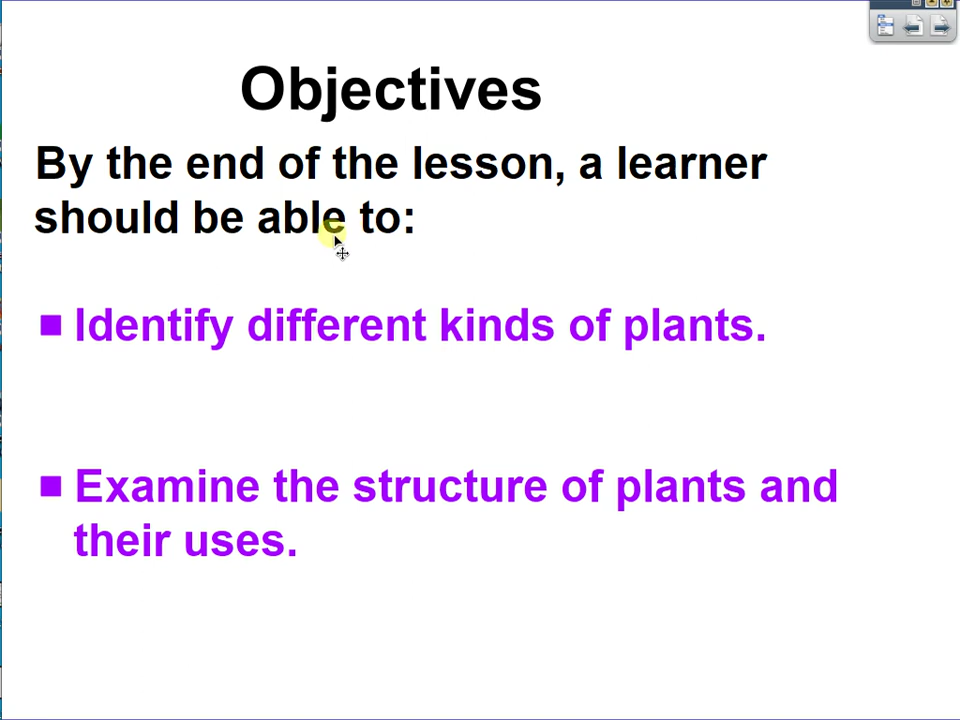 Objectives
By the end of the lesson, a learner
should be able to:
Identify different kinds of plants.
Examine the structure of plants and
their uses.